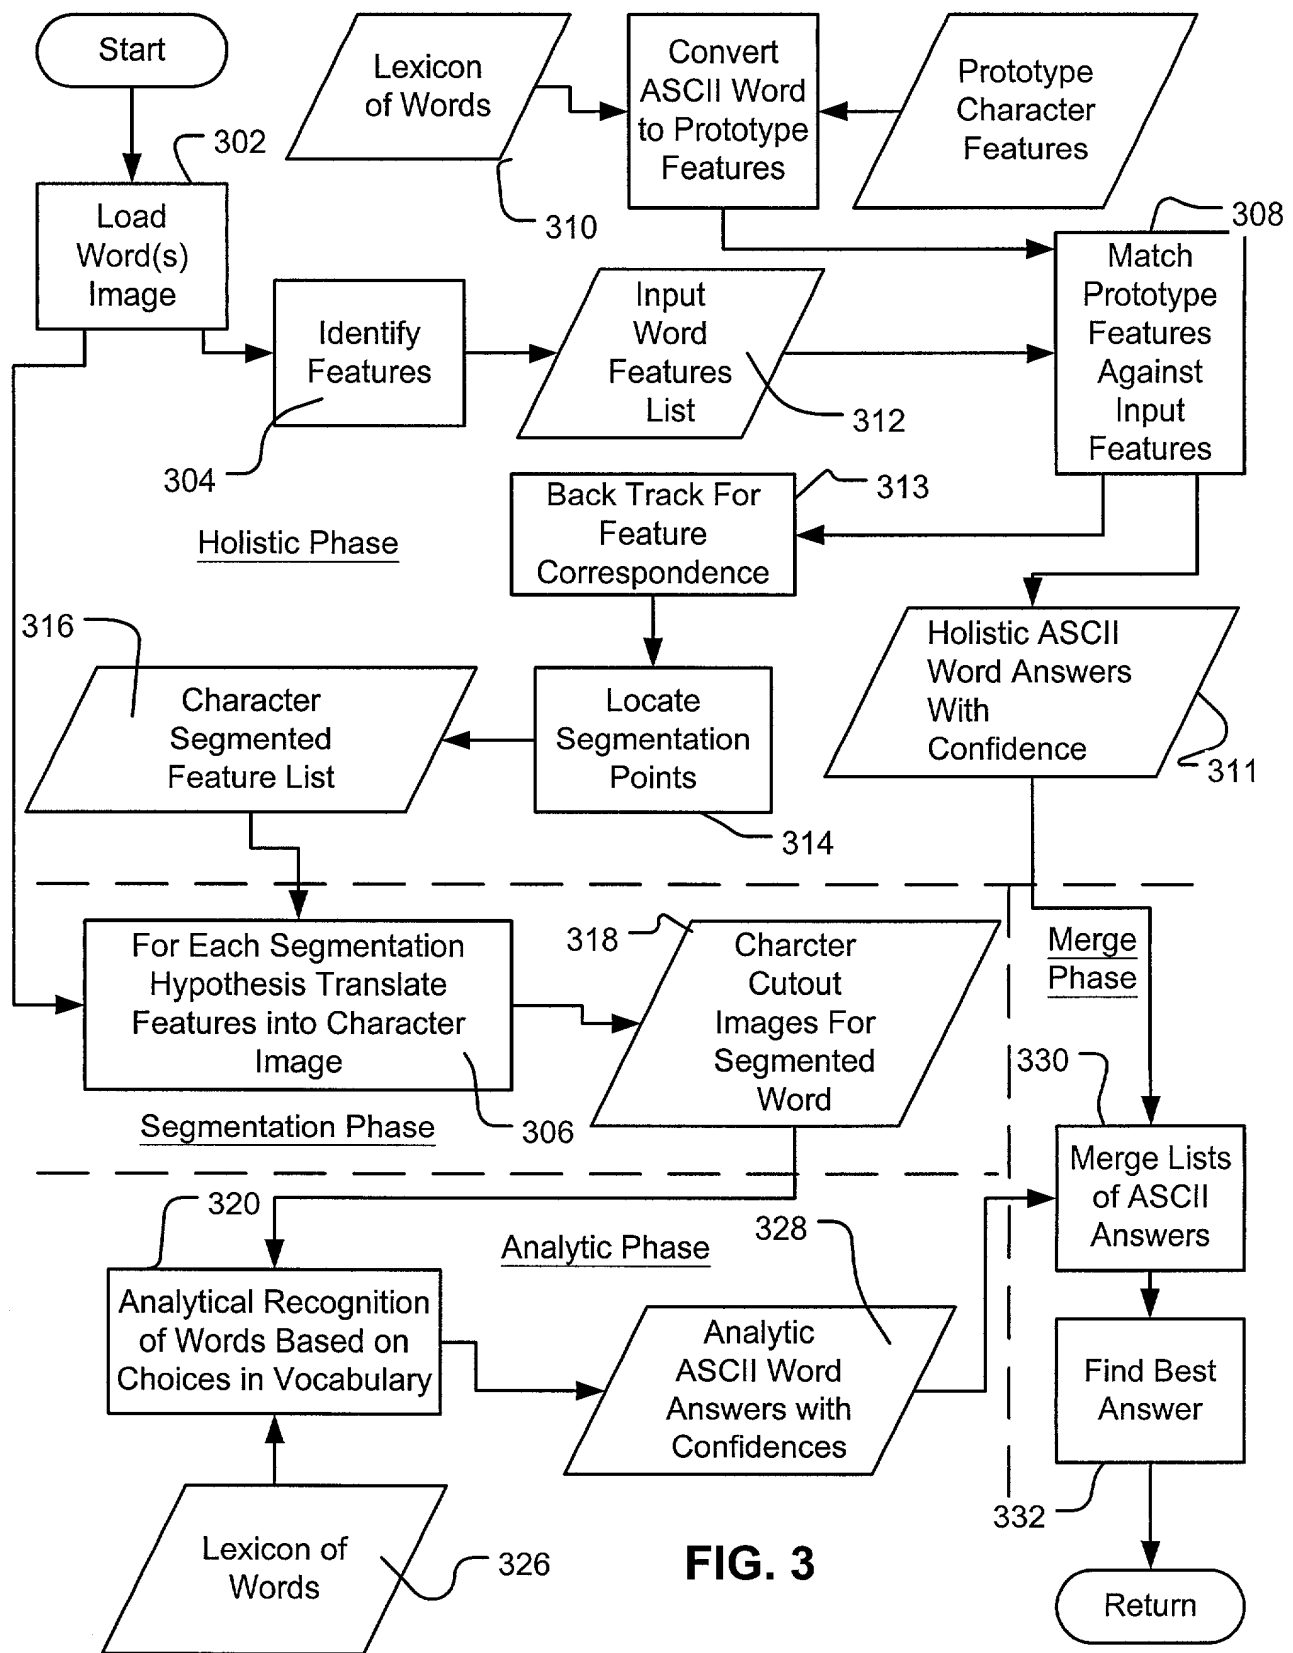 Start
Lexicon
of Words
Convert
ASCII Word
to Prototype
Features
Prototype
Character
Features
302
310
308
Load
Word(s)
Image
Identify
Features
304
Input
Word
Features
List
312
Match
Prototype
Features
Against
Input
Features
Holistic Phase
Back Track For
Feature
Correspondence
313
316
Character
Segmented
Feature List
Locate
Segmentation
Points
314
Holistic ASCII
Word Answers
With
Confidence
311
For Each Segmentation
Hypothesis Translate
Features into Character
Image
306
Segmentation Phase
318
Charcter
Cutout
Images For
Segmented
Word
Merge
Phase
330
Merge Lists
of ASCII
Answers
320
Analytic Phase
328
Analytical Recognition
of Words Based on
Choices in Vocabulary
Analytic
ASCII Word
Answers with
Confidences
Find Best
Answer
332
Lexicon of
Words
326
FIG. 3
Return